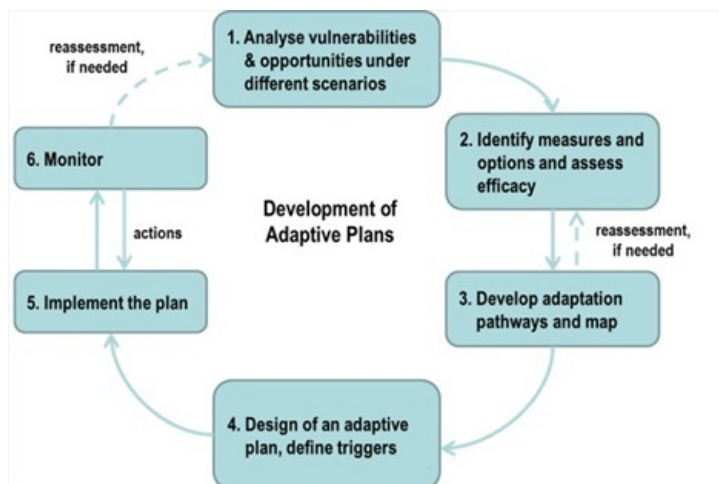 reassessment,
if needed
1. Analyse vulnerabilities
& opportunities under
different scenarios
2. Identify measures and
options and assess
efficacy
reassessment,
if needed
3. Develop adaptation
pathways and map
4. Design of an adaptive
plan, define triggers
5. Implement the plan
actions
6. Monitor
Development of
Adaptive Plans